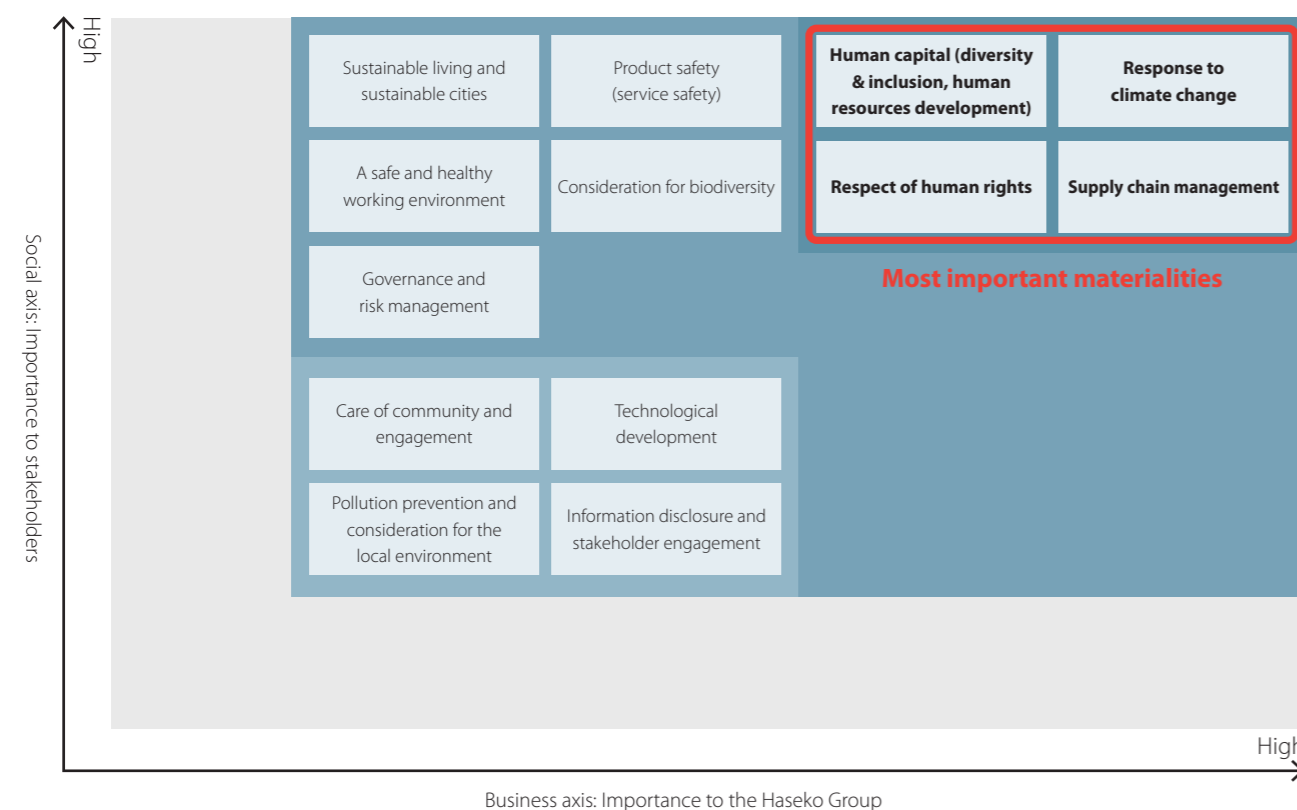 High
Social axis: Importance to stakeholders
Sustainable living and
sustainable cities
Product safety
(service safety)
Human capital (diversity
& inclusion, human
resources development)
Response to
climate change
A safe and healthy
working environment
Consideration for biodiversity
Respect of human rights
Supply chain management
Governance and
risk management
Most important materialities
Care of community and
engagement
Technological
development
Pollution prevention and
consideration for the
local environment
Information disclosure and
stakeholder engagement
High
Business axis: Importance to the Haseko Group